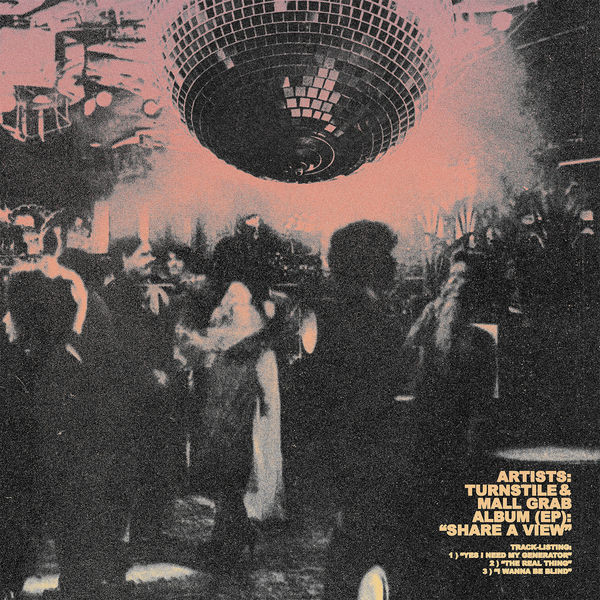 ARTISTS:
TURNSTILE &
MALL GRAB
ALBUM (EP):
“SHARE A VIEW”
TRACK-LISTING:
1 ) “YES I NEED MY GENERATOR”
2 ) “THE REAL THING”
3 ) “I WANNA BE BLIND”